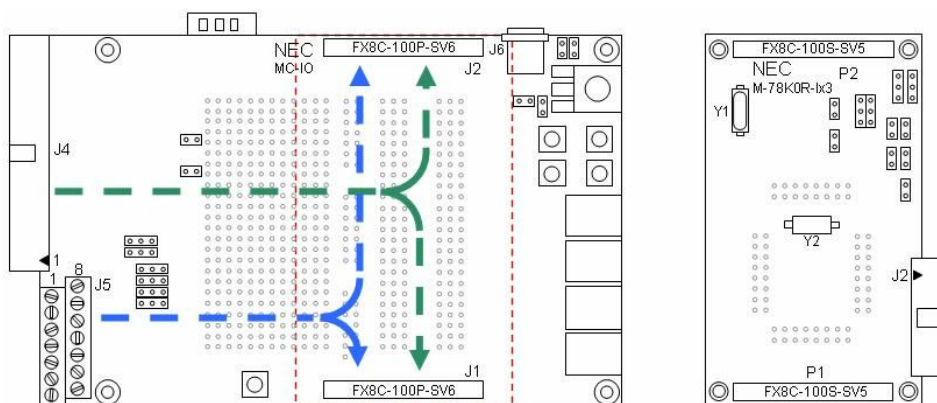 NEC
MC-IO
FX8C-100P-SV6
J6
J2
J4
1
1
8
J5
J1
FX8C-100P-SV6
FX8C-100S-SV5
NEC
P2
M-78K0R-Ix3
Y1
Y2
J2
P1
FX8C-100S-SV5